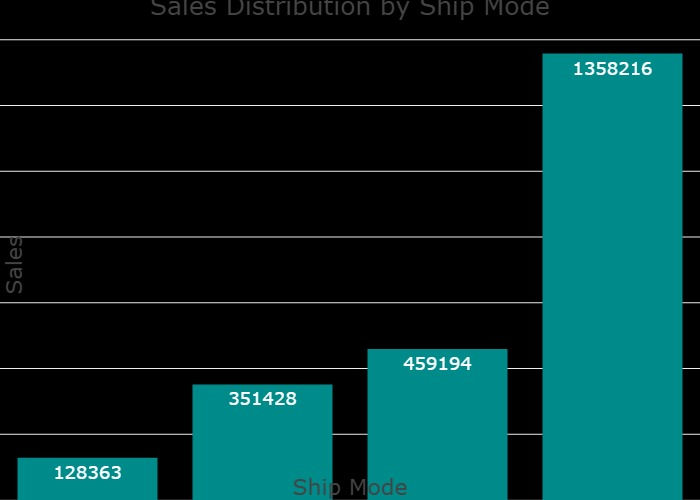 Sales Distribution by Ship Mode
1358216
Sales
459194
351428
128363
Ship Mode